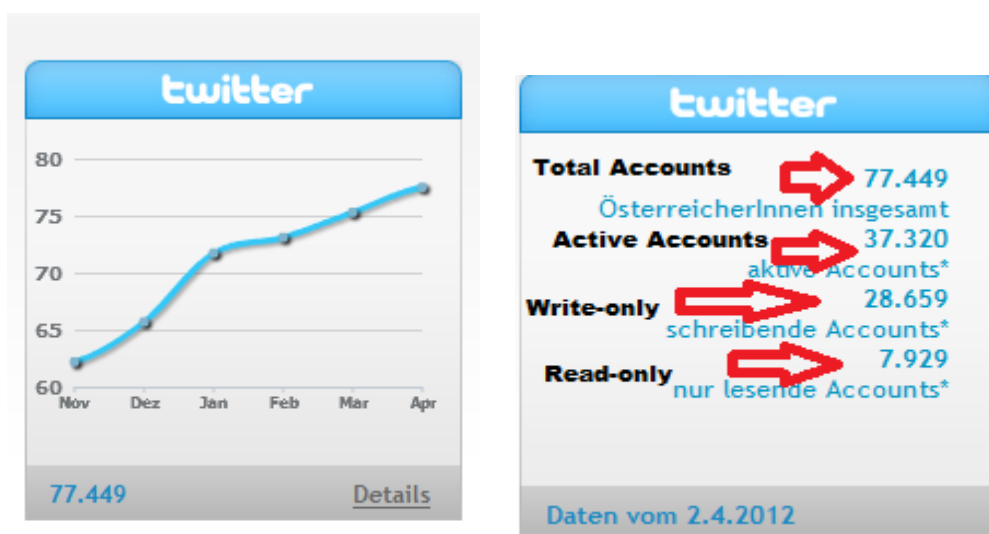 twitter
80
75
70
65
60
Nov Dez Jan Feb Mar Apr
77.449 Details
twitter
Total Accounts 77.449
ÖsterreicherInnen insgesamt
Active Accounts 37.320
aktive Accounts*
Write-only 28.659
schreibende Accounts*
Read-only 7.929
nur lesende Accounts*
Daten vom 2.4.2012